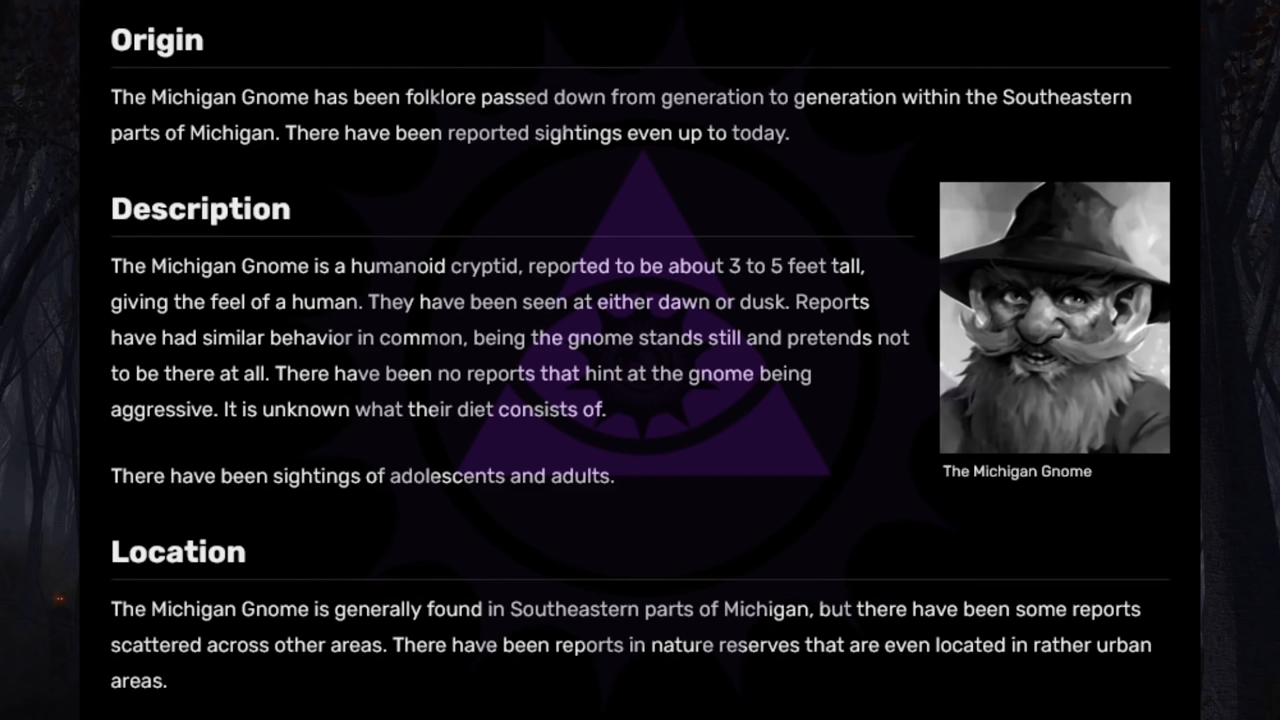 Origin
The Michigan Gnome has been folklore passed down from generation to generation within the Southeastern
parts of Michigan. There have been reported sightings even up to today.
Description
The Michigan Gnome is a humanoid cryptid, reported to be about 3 to 5 feet tall,
giving the feel of a human. They have been seen at either dawn or dusk. Reports
have had similar behavior in common, being the gnome stands still and pretends not
to be there at all. There have been no reports that hint at the gnome being
aggressive. It is unknown what their diet consists of.
There have been sightings of adolescents and adults.
The Michigan Gnome
Location
The Michigan Gnome is generally found in Southeastern parts of Michigan, but there have been some reports
scattered across other areas. There have been reports in nature reserves that are even located in rather urban
areas.